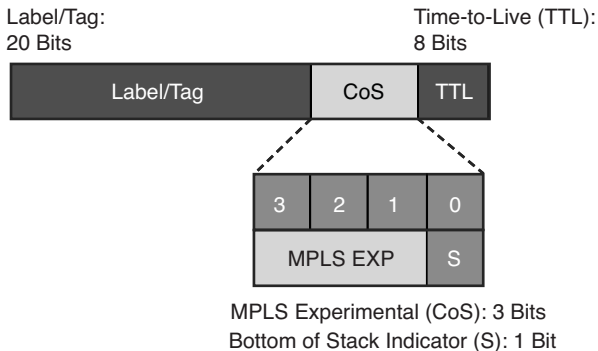 Label/Tag:
20 Bits
Time-to-Live (TTL):
8 Bits
Label/Tag CoS TTL
3 2 1 0
MPLS EXP S
MPLS Experimental (CoS): 3 Bits
Bottom of Stack Indicator (S): 1 Bit